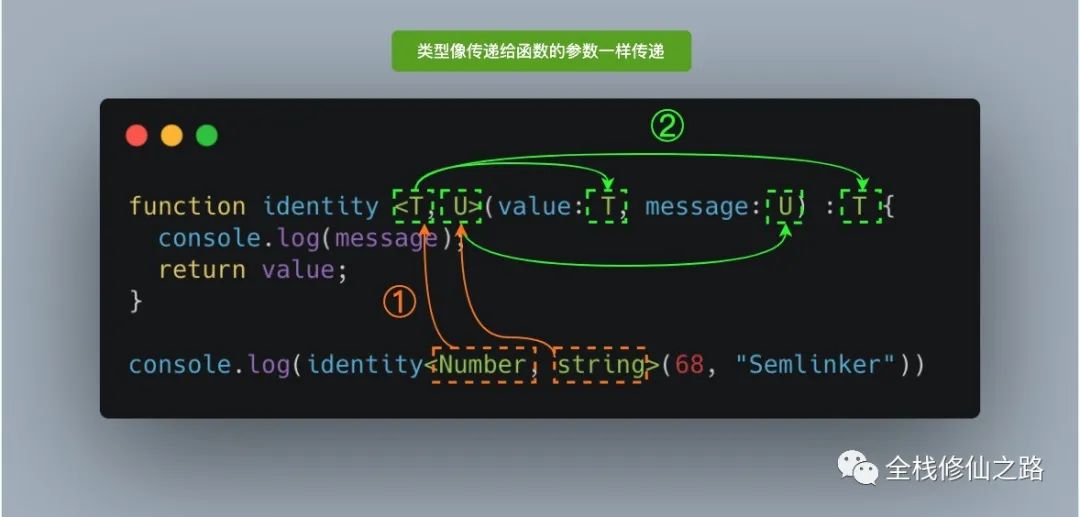 类型像传递给函数的参数一样传递
②
function identity <T, U>(value: T, message: U) : T{
console.log(message);
return value;
}
①
console.log(identity<Number, string>(68, "Semlinker"))
全栈修仙之路